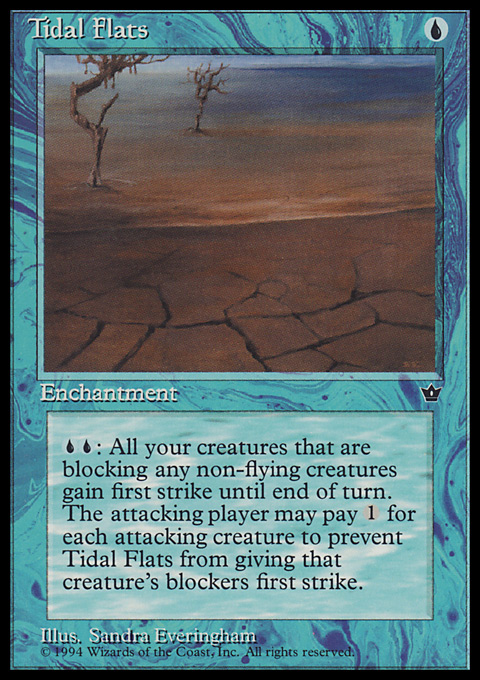 Tidal Flats
Enchantment
: All your creatures that are
blocking any non-flying creatures
gain first strike until end of turn.
The attacking player may pay 1 for
each attacking creature to prevent
Tidal Flats from giving that
creature's blockers first strike.
Illus. Sandra Everingham
© 1994 Wizards of the Coast, Inc. All rights reserved.